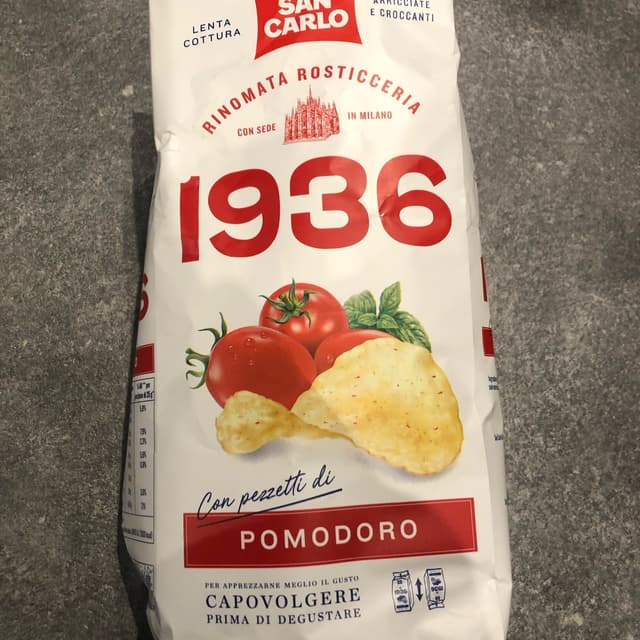 LENTA
COTTURA
SAN
CARLO
ARRICCIATE
E CROCCANTI
RINOMATA ROSTICCERIA
CON SEDE IN MILANO
1936
Con pezzetti di
POMODORO
PER APPREZZARNE MEGLIO IL GUSTO
CAPOVOLGERE
PRIMA DI DEGUSTARE